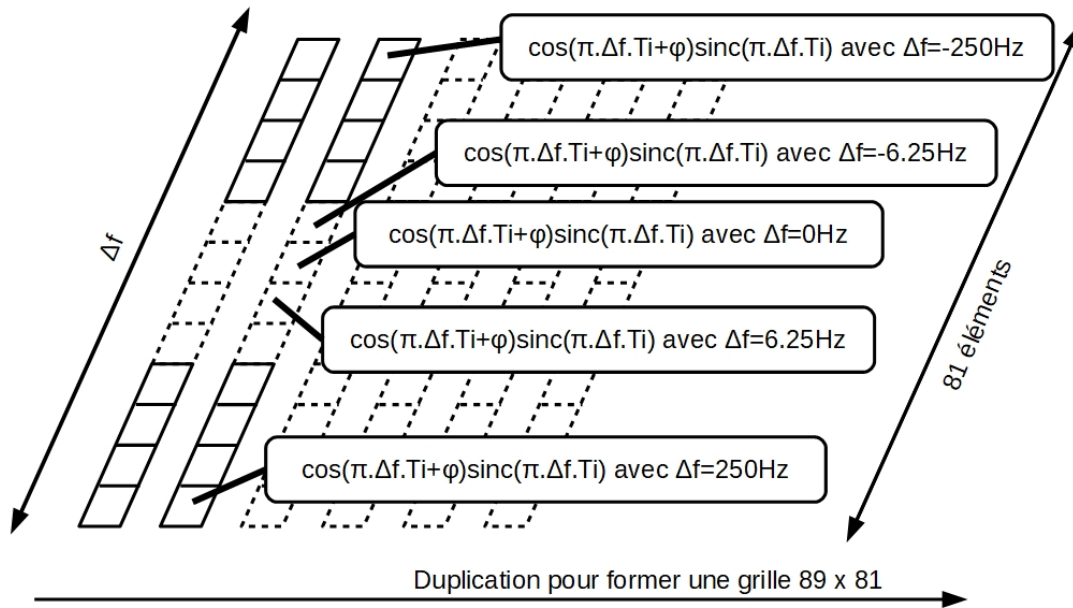 cos(π.Δf.Ti+φ)sinc(π.Δf.Ti) avec Δf=-250Hz
cos(π.Δf.Ti+φ)sinc(π.Δf.Ti) avec Δf=-6.25Hz
cos(π.Δf.Ti+φ)sinc(π.Δf.Ti) avec Δf=0Hz
Δf
cos(π.Δf.Ti+φ)sinc(π.Δf.Ti) avec Δf=6.25Hz
81 éléments
cos(π.Δf.Ti+φ)sinc(π.Δf.Ti) avec Δf=250Hz
Duplication pour former une grille 89 x 81